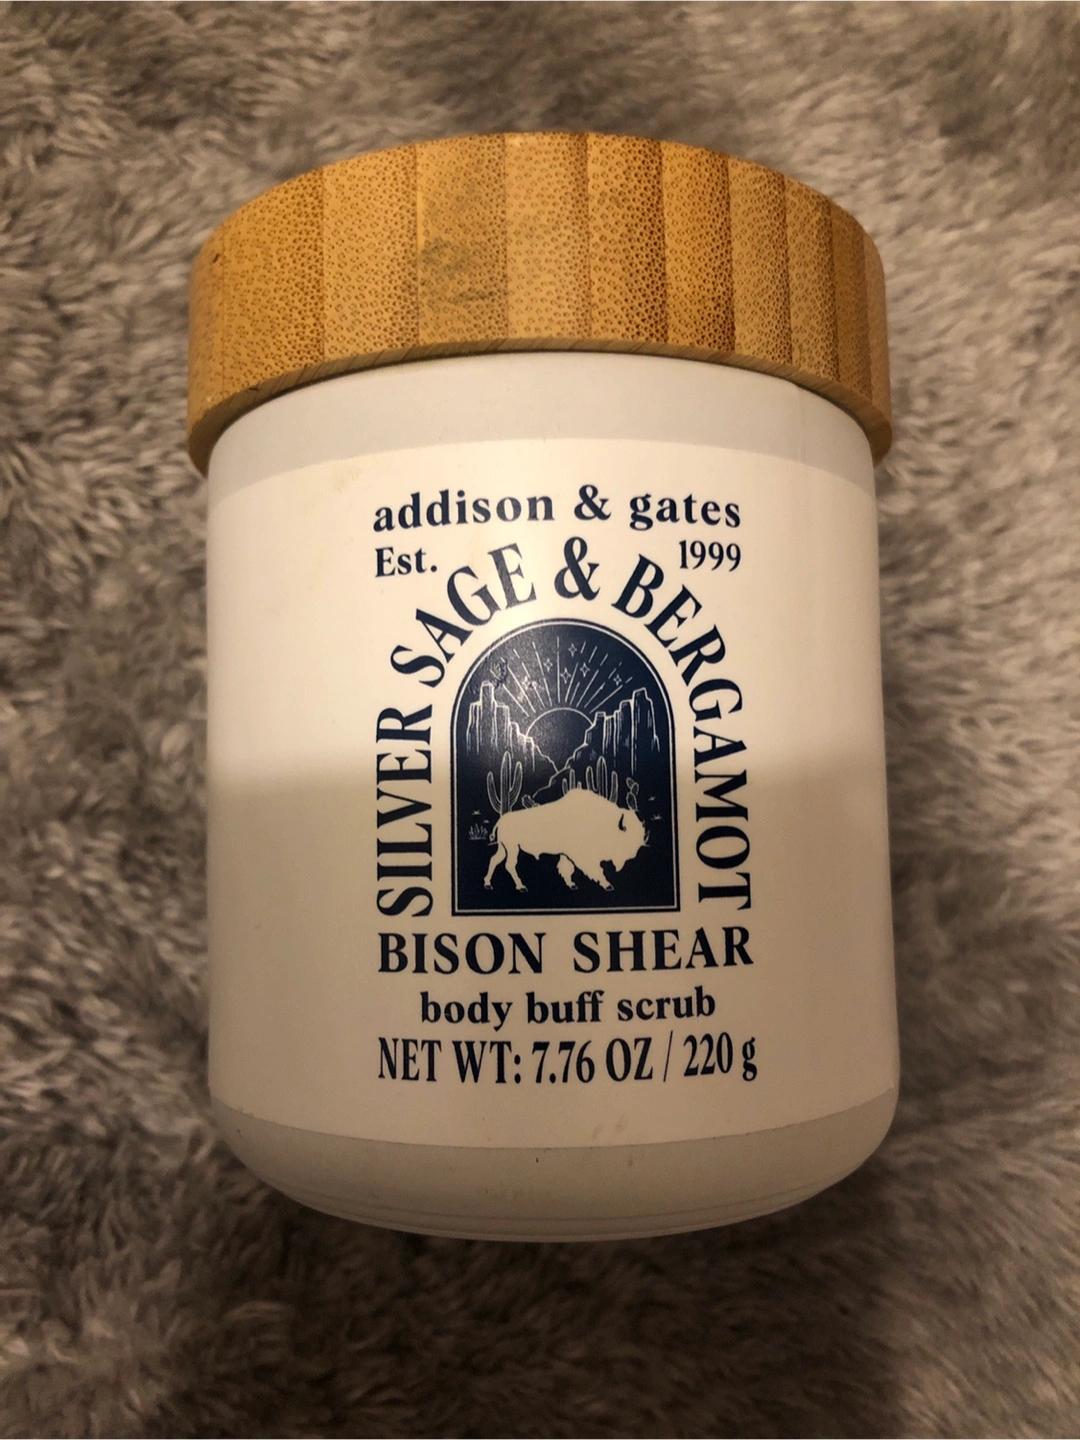 addison & gates
Est. 1999
SILVER SAGE & BERGAMOT
BISON SHEAR
body buff scrub
NET WT: 7.76 OZ / 220 g